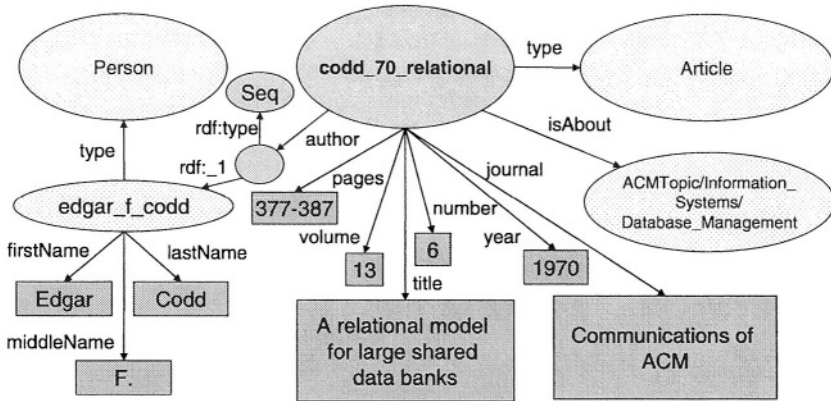 Person
codd_70_relational
type
Article
Seq
rdf:type
author
isAbout
type
rdf:_1
pages
journal
ACMTopic/Information_
Systems/
Database_Management
edgar_f_codd
377-387
number
volume
year
firstName
lastName
13
6
1970
title
Edgar
Codd
middleName
A relational model
for large shared
data banks
Communications of
ACM
F.